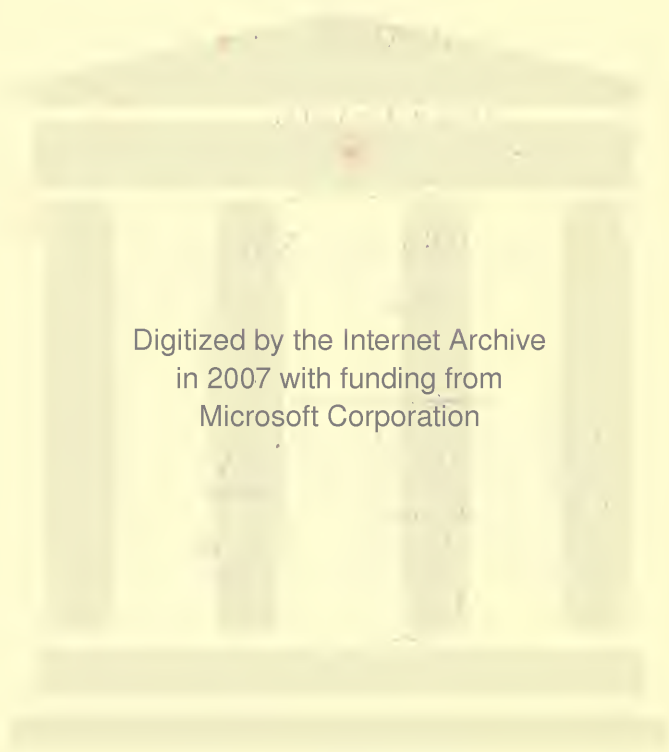 Digitized by the Internet Archive
in 2007 with funding from
Microsoft Corporation